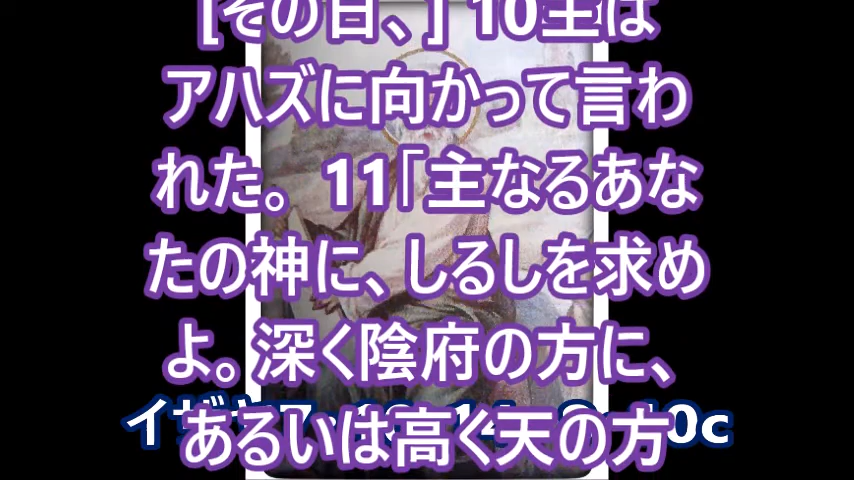 [その日、] 10主は
アハズに向かって言わ
れた。 11「主なるあな
たの神に、しるしを求め
よ。深く陰府の方に、
あるいは高く天の方